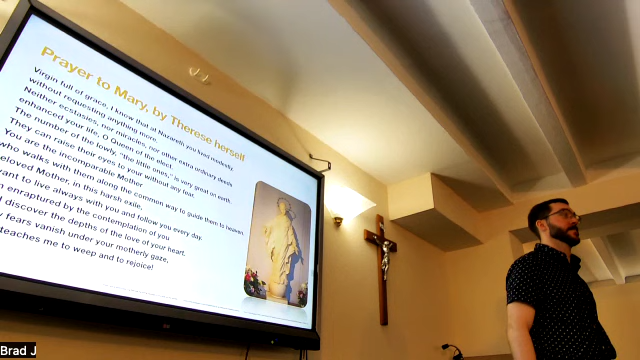 Prayer to Mary, by Therese herself
Virgin full of grace, I know that at Nazareth you lived modestly
without requesting anything more.
Neither ecstasies, nor miracles, nor other extraordinary deeds
enhanced your life, O Queen of the elect.
The number of the lowly, "the little ones," is very great on earth.
They can raise their eyes to your without any fear.
You are the incomparable Mother
who walks with them along the common way to guide them to heaven.
eloved Mother, in this harsh exile,
ant to live always with you and follow you every day.
enraptured by the contemplation of you
discover the depths of the love of your heart.
fears vanish under your motherly gaze,
teaches me to weep and to rejoice!
Brad J